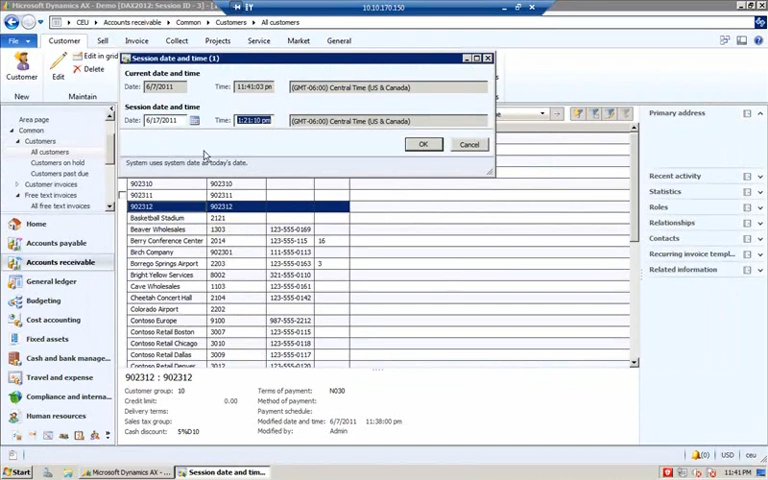 Microsoft Dynamics AX - Demo [DAX2012: Session ID - 3]
10.10.170.150
CEU ▸ Accounts receivable ▸ Common ▸ Customers ▸ All customers
File Customer Sell Invoice Collect Projects Service Market General
Customer
New
Edit
Edit in grid
Delete
Maintain
Session date and time (1)
Current date and time
Date: 6/7/2011 Time: 11:41:03 pm (GMT-06:00) Central Time (US & Canada)
Session date and time
Date: 6/17/2011 Time: 1:21:10 pm (GMT-06:00) Central Time (US & Canada)
OK Cancel
System uses system date as today's date.
Area page
Common
Customers
All customers
Customers on hold
Customers past due
Customer invoices
Free text invoices
All free text invoices
Home
Accounts payable
Accounts receivable
General ledger
Budgeting
Cost accounting
Fixed assets
Cash and bank manage...
Travel and expense
Compliance and interna...
Human resources
902310 902310
902311 902311
902312 902312
Basketball Stadium 2121
Beaver Wholesales 1303 123-555-0169
Berry Conference Center 2014 123-555-115 16
Birch Company 902301 111-555-0113
Borrego Springs Airport 2203 123-555-0163 3
Bright Yellow Services 8002 321-555-0110
Cave Wholesales 1103 123-555-0161
Cheetah Concert Hall 2104 123-555-0142
Colorado Airport 2202
Contoso Europe 9100 987-555-2212
Contoso Retail Boston 3007 123-555-0115
Contoso Retail Chicago 3010 123-555-0118
Contoso Retail Dallas 3009 123-555-0117
Contoso Retail Denver 3012
902312 : 902312
Customer group: 10
Credit limit: 0.00
Delivery terms:
Sales tax group:
Cash discount: 5%D10
Terms of payment: N030
Method of payment:
Payment schedule:
Modified date and time: 6/7/2011 11:38:00 pm
Modified by: Admin
Primary address
Recent activity
Statistics
Roles
Relationships
Contacts
Recurring invoice templ...
Related information
(0) USD ceu
Start Microsoft Dynamics AX - ... Session date and tim... 11:41 PM